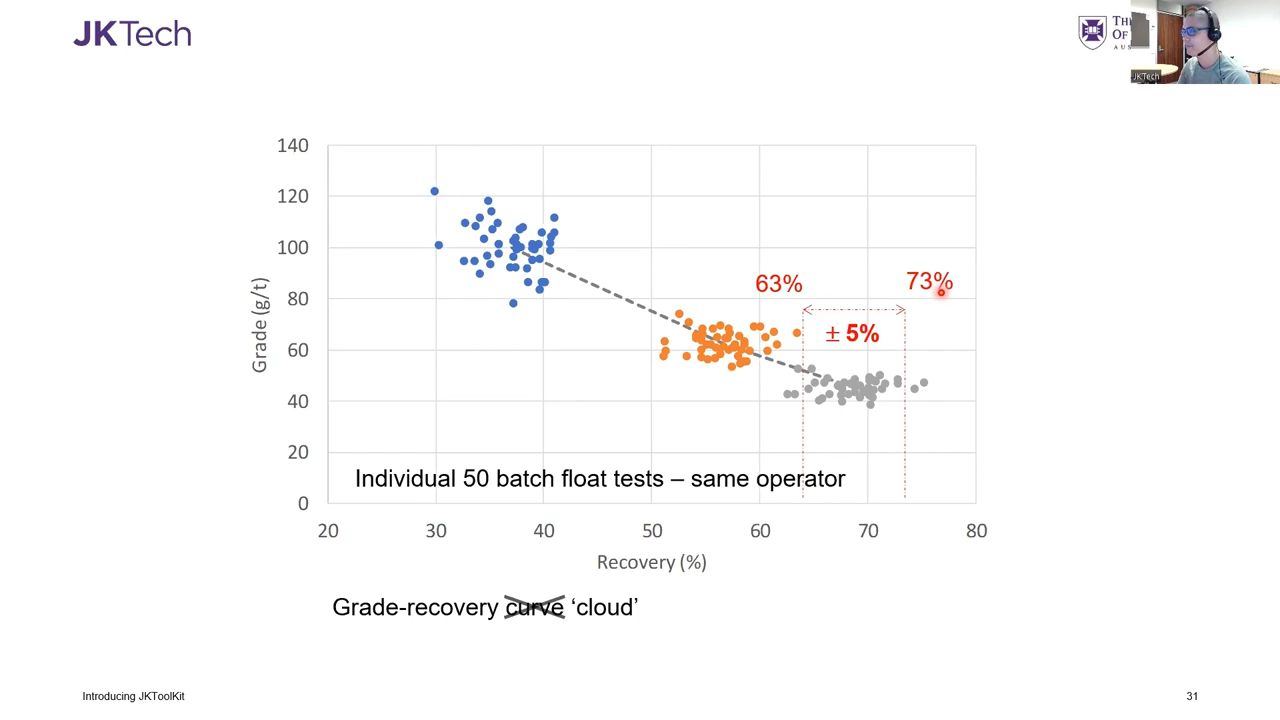 JKTech
JKTech
140
120
100
80
60
40
20
0
Grade (g/t)
63%
73%
± 5%
Individual 50 batch float tests – same operator
20 30 40 50 60 70 80
Recovery (%)
Grade-recovery curve ‘cloud’
Introducing JKToolKit
31